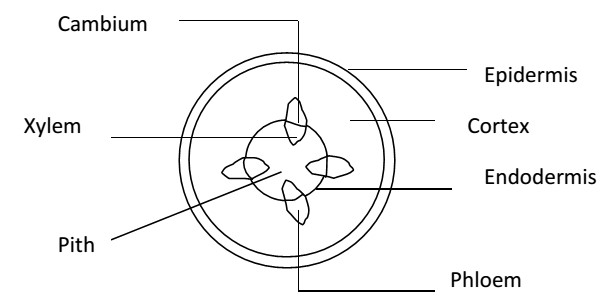 Cambium
Epidermis
Xylem
Cortex
Endodermis
Pith
Phloem